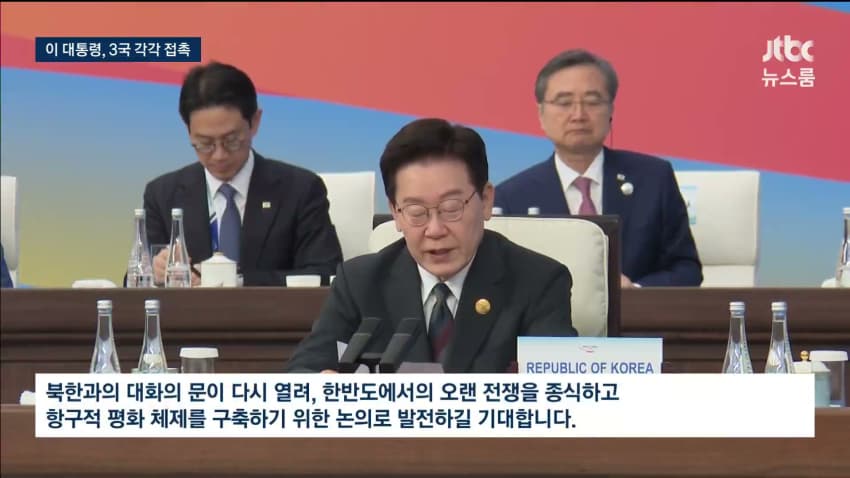 이 대통령, 3국 각각 접촉
jtbc
뉴스룸
REPUBLIC OF KOREA
북한과의 대화의 문이 다시 열려, 한반도에서의 오랜 전쟁을 종식하고
항구적 평화 체제를 구축하기 위한 논의로 발전하길 기대합니다.